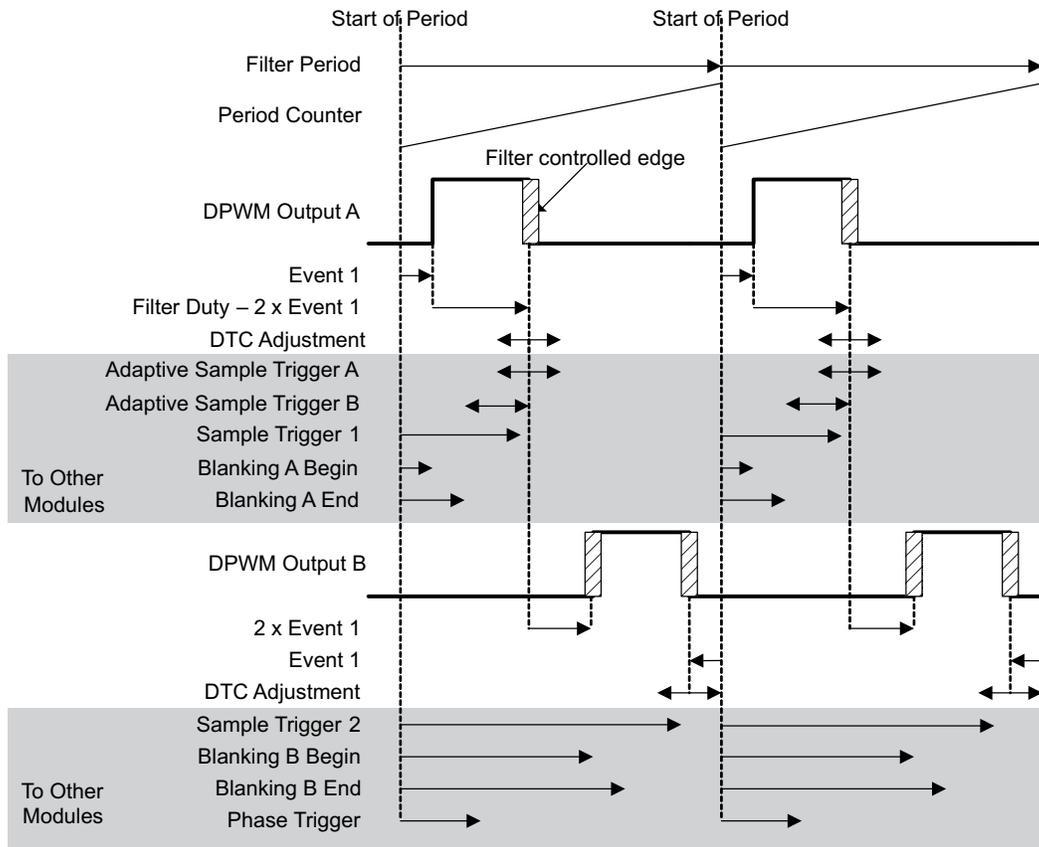 Start of Period
Start of Period
Filter Period
Period Counter
Filter controlled edge
DPWM Output A
Event 1
Filter Duty – 2 x Event 1
DTC Adjustment
Adaptive Sample Trigger A
Adaptive Sample Trigger B
Sample Trigger 1
Blanking A Begin
Blanking A End
To Other
Modules
DPWM Output B
2 x Event 1
Event 1
DTC Adjustment
Sample Trigger 2
Blanking B Begin
Blanking B End
Phase Trigger
To Other
Modules